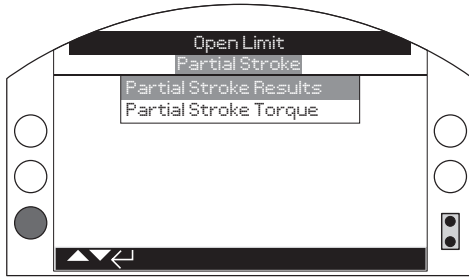 Open Limit
Partial Stroke
Partial Stroke Results
Partial Stroke Torque